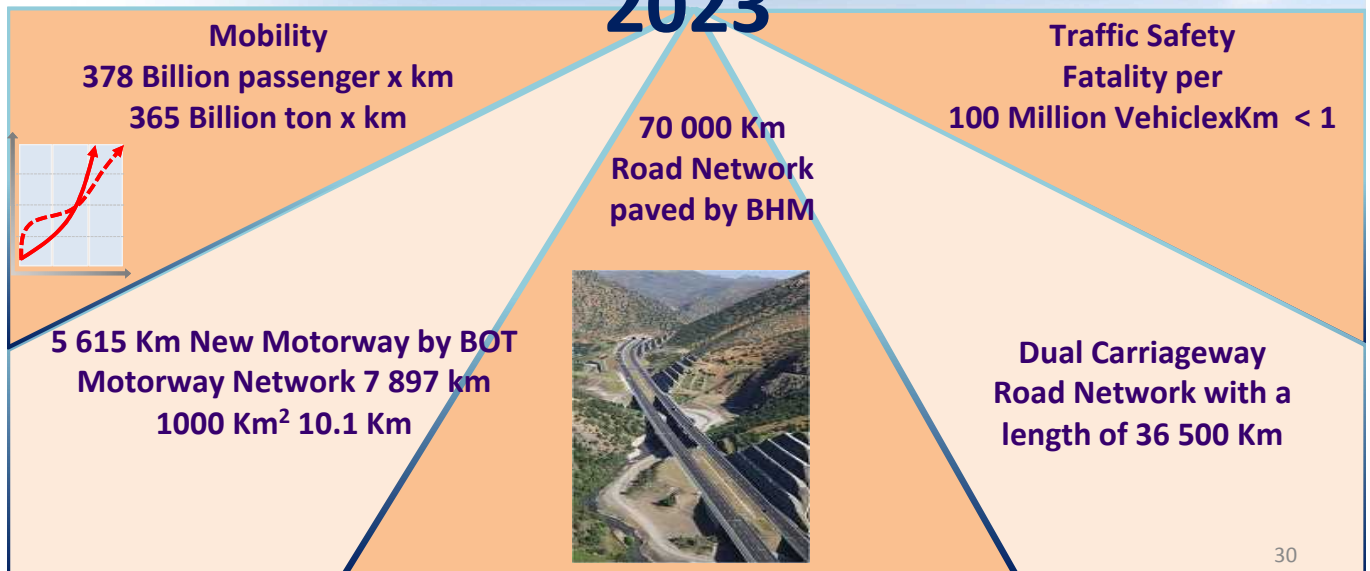 2023
Mobility
378 Billion passenger x km
365 Billion ton x km
70 000 Km
Road Network
paved by BHM
Traffic Safety
Fatality per
100 Million VehiclexKm < 1
5 615 Km New Motorway by BOT
Motorway Network 7 897 km
1000 Km² 10.1 Km
Dual Carriageway
Road Network with a
length of 36 500 Km
30